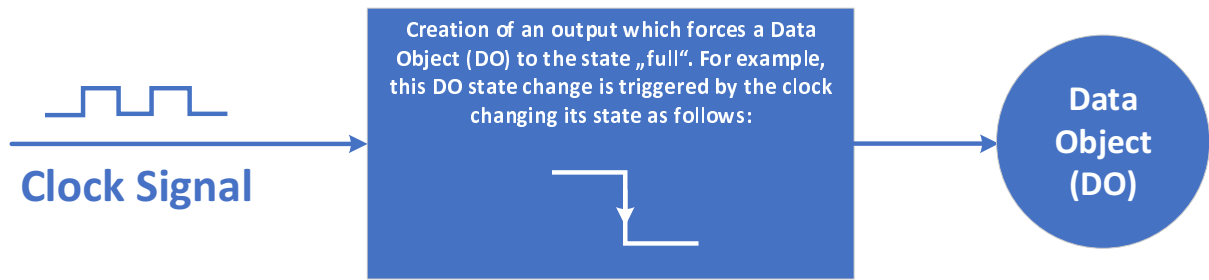 Clock Signal
Creation of an output which forces a Data
Object (DO) to the state „full“. For example,
this DO state change is triggered by the clock
changing its state as follows:
Data
Object
(DO)